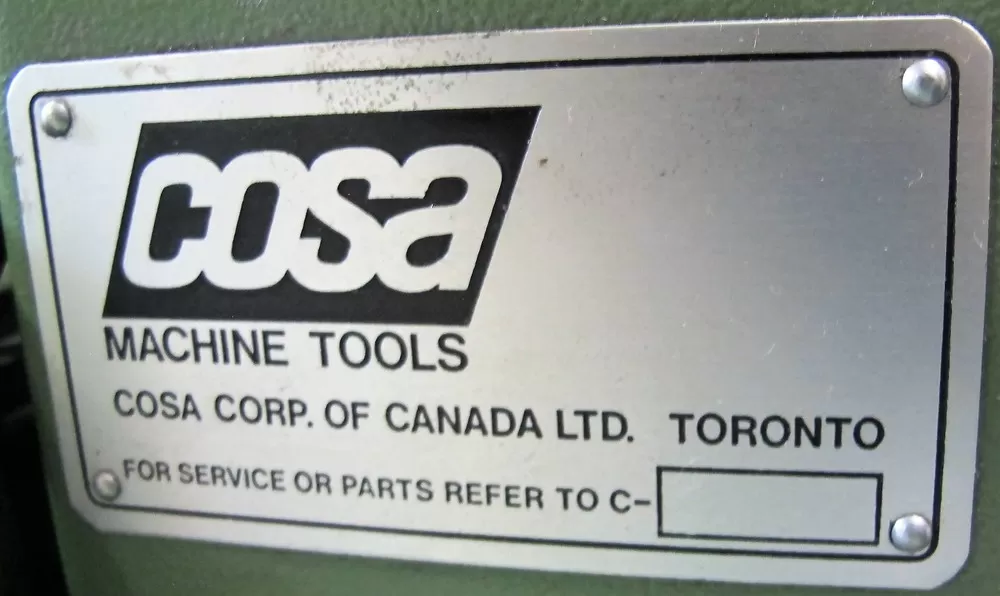 cosa
MACHINE TOOLS
COSA CORP. OF CANADA LTD. TORONTO
FOR SERVICE OR PARTS REFER TO C-